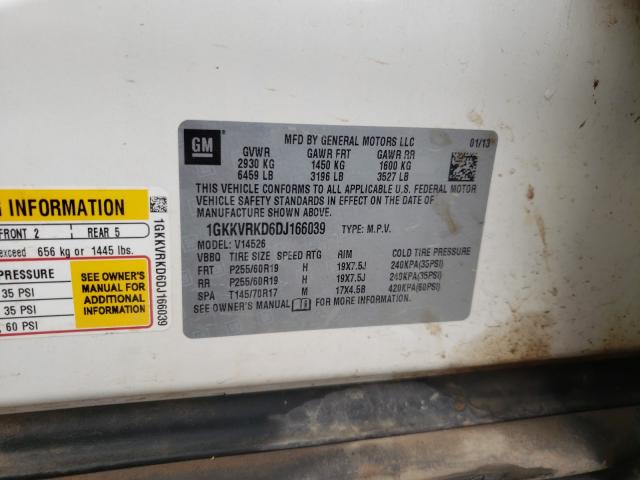 GM
MFD BY GENERAL MOTORS LLC 01/13
GVWR GAWR FRT GAWR RR
2930 KG 1450 KG 1600 KG
6459 LB 3196 LB 3527 LB
THIS VEHICLE CONFORMS TO ALL APPLICABLE U.S. FEDERAL MOTOR
VEHICLE SAFETY STANDARDS IN EFFECT ON THE DATE OF
MANUFACTURE SHOWN ABOVE.
1GKKVRKD6DJ166039 TYPE: M.P.V.
MODEL: V14526
VBBQ TIRE SIZE SPEED RTG RIM COLD TIRE PRESSURE
FRT P255/60R19 H 19X7.5J 240KPA(35PSI)
RR P255/60R19 H 19X7.5J 240KPA(35PSI)
SPA T145/70R17 M 17X4.5B 420KPA(60PSI)
SEE OWNER'S MANUAL FOR MORE INFORMATION.
INFORMATION
FRONT 2 REAR 5
exceed 656 kg or 1445 lbs.
PRESSURE
35 PSI
35 PSI
, 60 PSI
SEE OWNER'S
MANUAL FOR
ADDITIONAL
INFORMATION
1GKKVRKD6DJ166039